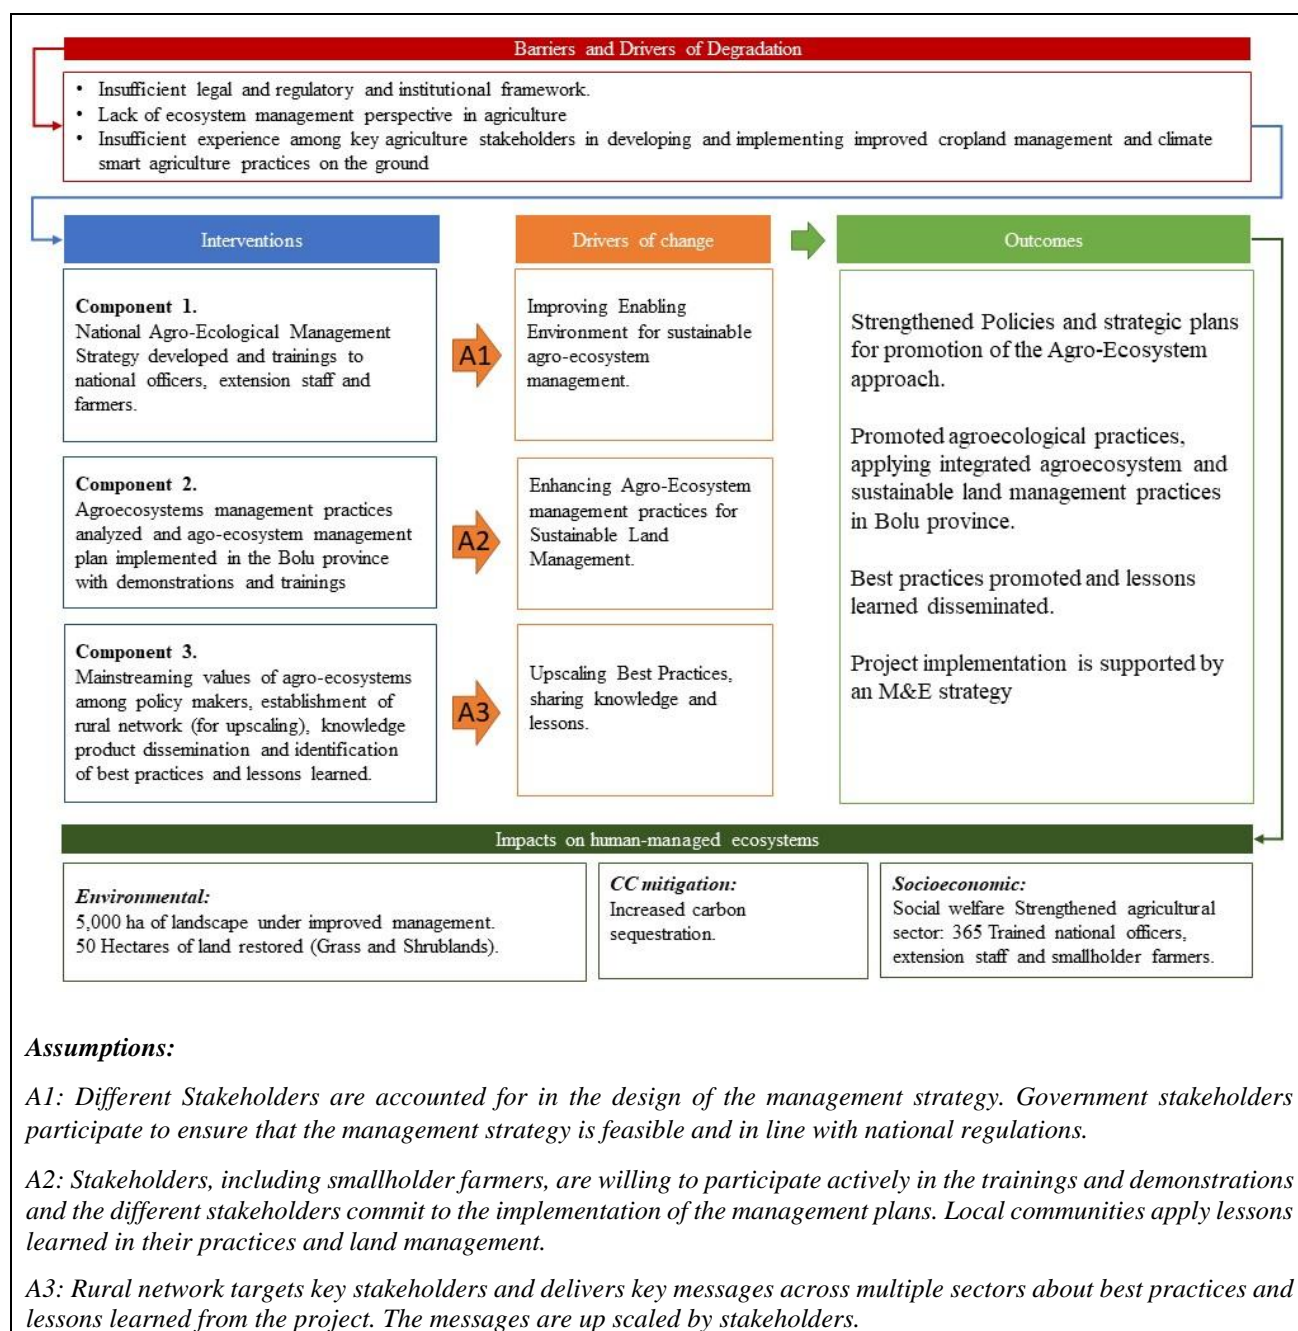 Barriers and Drivers of Degradation
• Insufficient legal and regulatory and institutional framework.
• Lack of ecosystem management perspective in agriculture
• Insufficient experience among key agriculture stakeholders in developing and implementing improved cropland management and climate
smart agriculture practices on the ground
Interventions
Drivers of change
Outcomes
Component 1.
National Agro-Ecological Management
Strategy developed and trainings to
national officers, extension staff and
farmers.
A1
Improving Enabling
Environment for sustainable
agro-ecosystem
management.
Component 2.
Agroecosystems management practices
analyzed and ago-ecosystem management
plan implemented in the Bolu province
with demonstrations and trainings
A2
Enhancing Agro-Ecosystem
management practices for
Sustainable Land
Management.
Component 3.
Mainstreaming values of agro-ecosystems
among policy makers, establishment of
rural network (for upscaling), knowledge
product dissemination and identification
of best practices and lessons learned.
A3
Upscaling Best Practices,
sharing knowledge and
lessons.
Strengthened Policies and strategic plans
for promotion of the Agro-Ecosystem
approach.
Promoted agroecological practices,
applying integrated agroecosystem and
sustainable land management practices
in Bolu province.
Best practices promoted and lessons
learned disseminated.
Project implementation is supported by
an M&E strategy
Impacts on human-managed ecosystems
Environmental:
5,000 ha of landscape under improved management.
50 Hectares of land restored (Grass and Shrublands).
CC mitigation:
Increased carbon
sequestration.
Socioeconomic:
Social welfare Strengthened agricultural
sector: 365 Trained national officers,
extension staff and smallholder farmers.
Assumptions:
A1: Different Stakeholders are accounted for in the design of the management strategy. Government stakeholders
participate to ensure that the management strategy is feasible and in line with national regulations.
A2: Stakeholders, including smallholder farmers, are willing to participate actively in the trainings and demonstrations
and the different stakeholders commit to the implementation of the management plans. Local communities apply lessons
learned in their practices and land management.
A3: Rural network targets key stakeholders and delivers key messages across multiple sectors about best practices and
lessons learned from the project. The messages are up scaled by stakeholders.